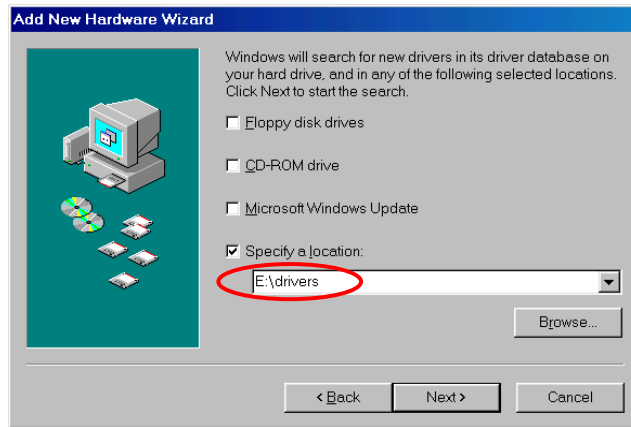 Add New Hardware Wizard
Windows will search for new drivers in its driver database on
your hard drive, and in any of the following selected locations.
Click Next to start the search.
Floppy disk drives
CD-ROM drive
Microsoft Windows Update
Specify a location:
E:\drivers
Browse...
< Back
Next >
Cancel